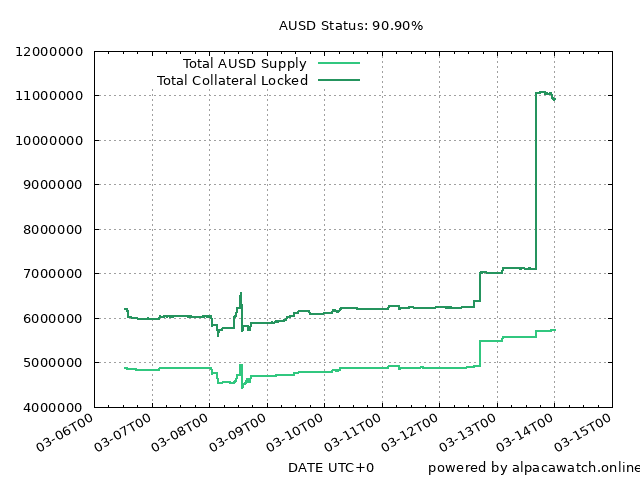 AUSD Status: 90.90%
12000000
11000000
10000000
9000000
8000000
7000000
6000000
5000000
4000000
Total AUSD Supply
Total Collateral Locked
03-06T00
03-07T00
03-08T00
03-09T00
03-10T00
03-11T00
03-12T00
03-13T00
03-14T00
03-15T00
DATE UTC+0
powered by alpacawatch.online